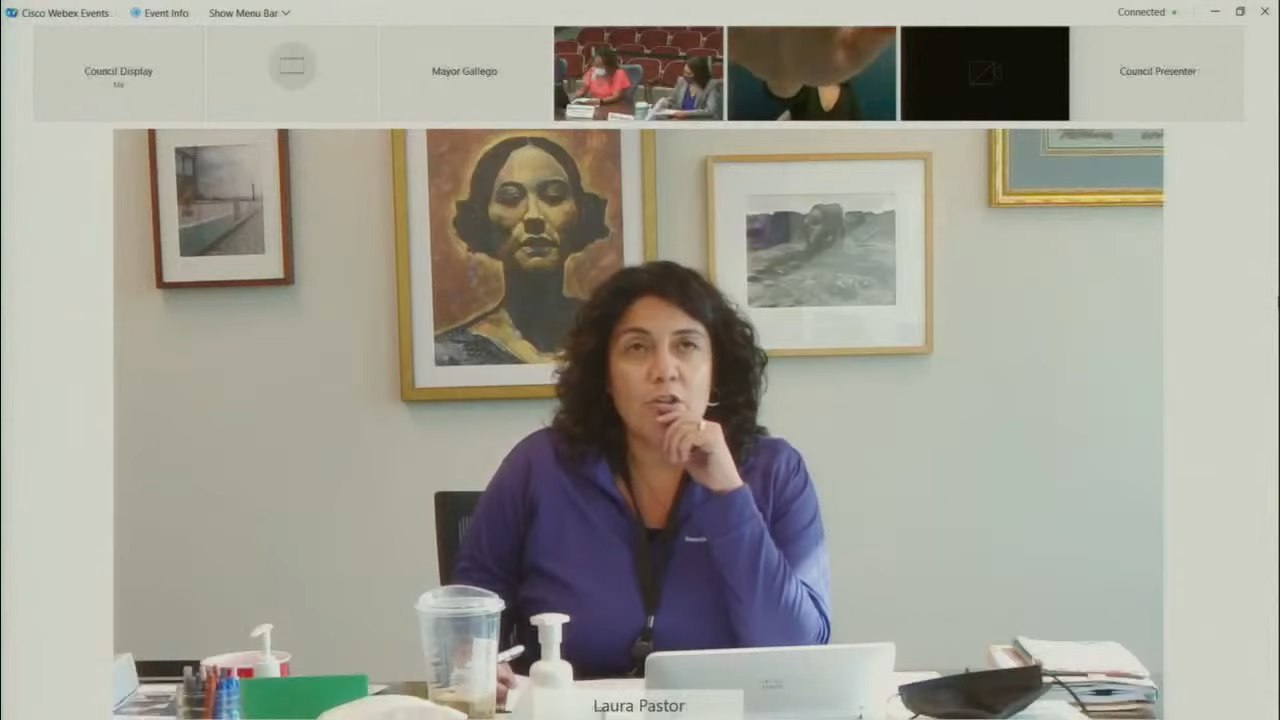 Cisco Webex Events
Event Info
Show Menu Bar
Connected
Council Display
Me
Mayor Gallego
Council Presenter
Laura Pastor